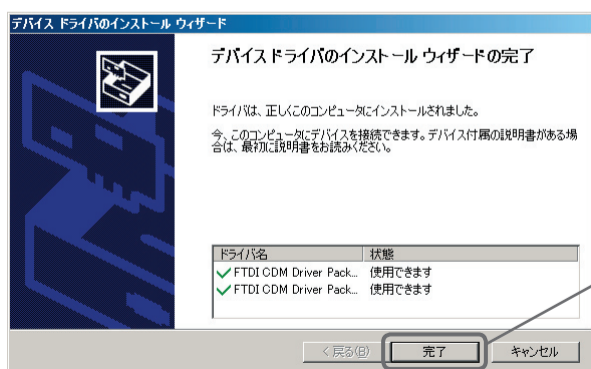 デバイス ドライバのインストール ウィザード
デバイス ドライバのインストール ウィザードの完了
ドライバは、正しくこのコンピュータにインストールされました。
今、このコンピュータにデバイスを接続できます。デバイス付属の説明書がある場
合は、最初に説明書をお読みください。
ドライバ名 状態
FTDI CDM Driver Pack... 使用できます
FTDI CDM Driver Pack... 使用できます
< 戻る(B) 完了 キャンセル